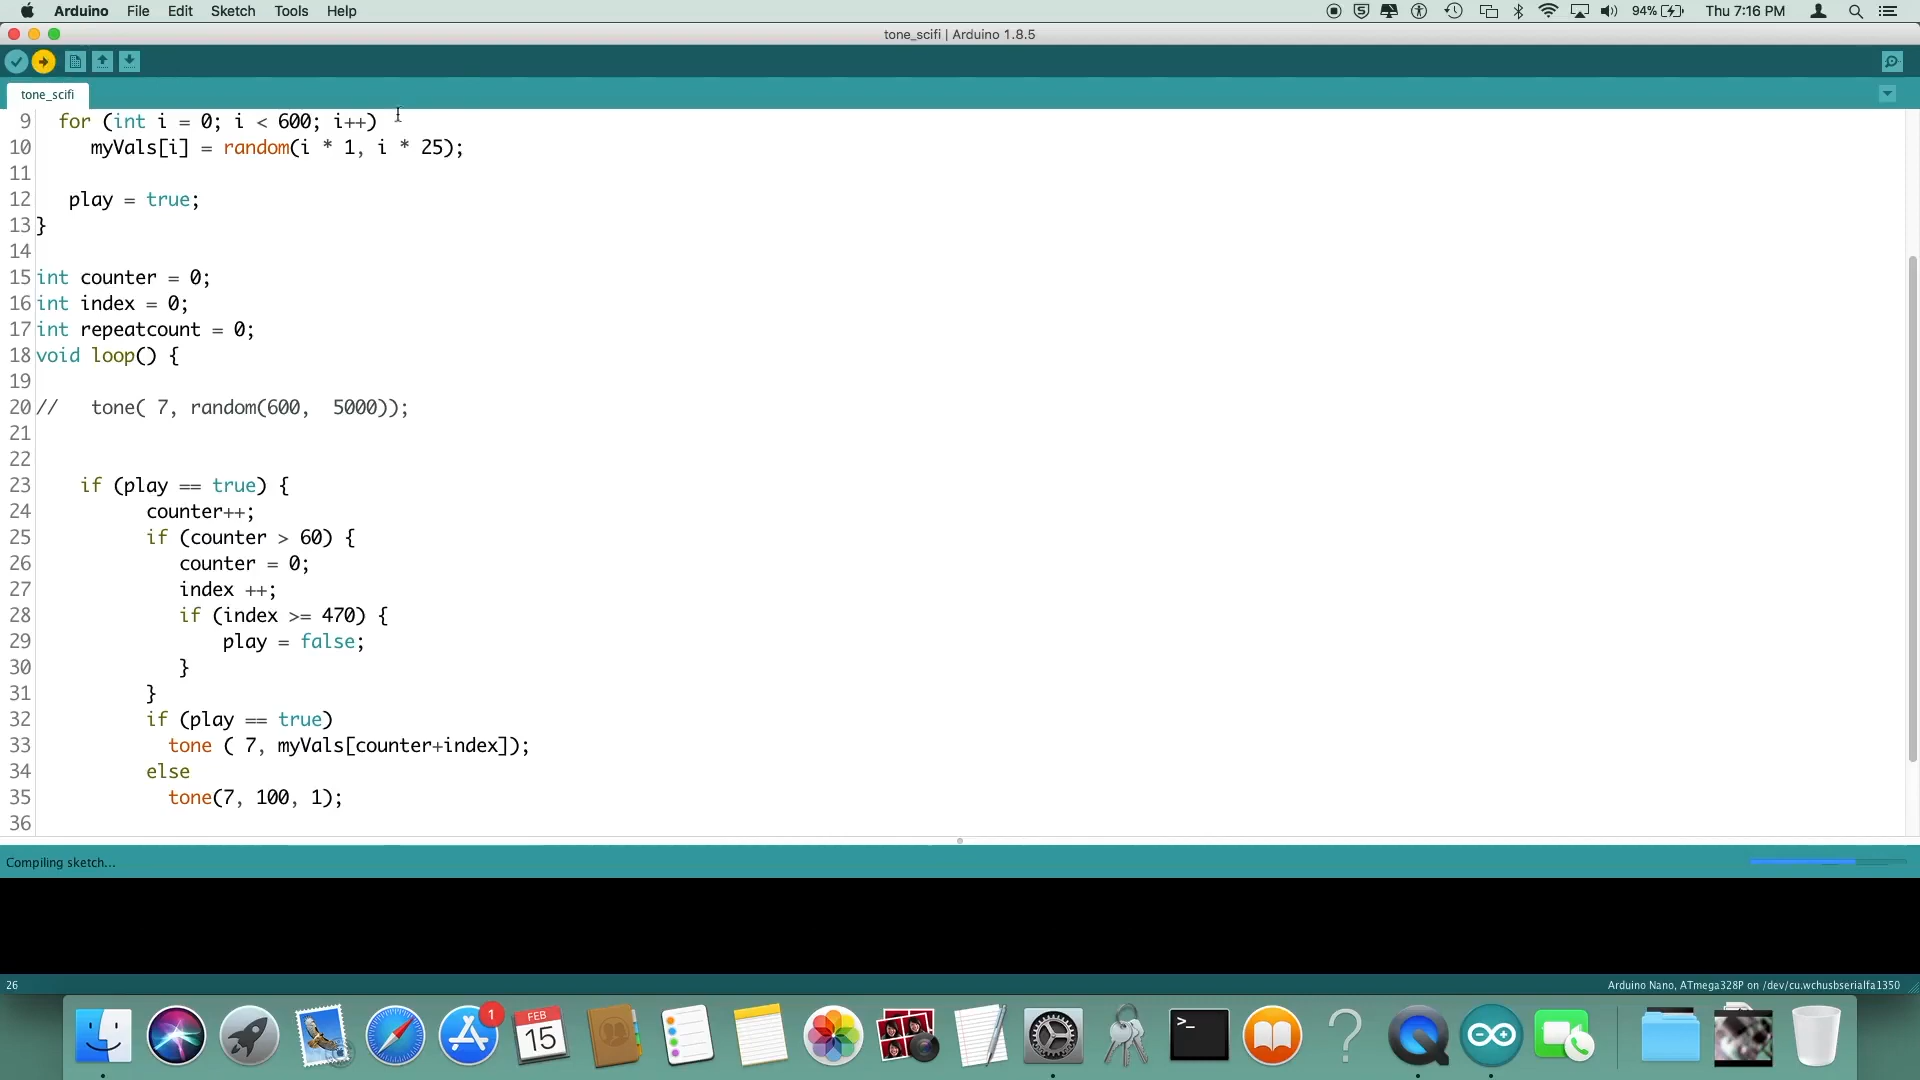 Arduino File Edit Sketch Tools Help 94% Thu 7:16 PM
tone_scifi | Arduino 1.8.5
tone_scifi
9 for (int i = 0; i < 600; i++)
10 myVals[i] = random(i * 1, i * 25);
11
12 play = true;
13 }
14
15 int counter = 0;
16 int index = 0;
17 int repeatcount = 0;
18 void loop() {
19
20 // tone( 7, random(600, 5000));
21
22
23 if (play == true) {
24 counter++;
25 if (counter > 60) {
26 counter = 0;
27 index ++;
28 if (index >= 470) {
29 play = false;
30 }
31 }
32 if (play == true)
33 tone ( 7, myVals[counter+index]);
34 else
35 tone(7, 100, 1);
36
Compiling sketch...
26 Arduino Nano, ATmega328P on /dev/cu.wchusbserialfa1350
1
FEB
15
>_